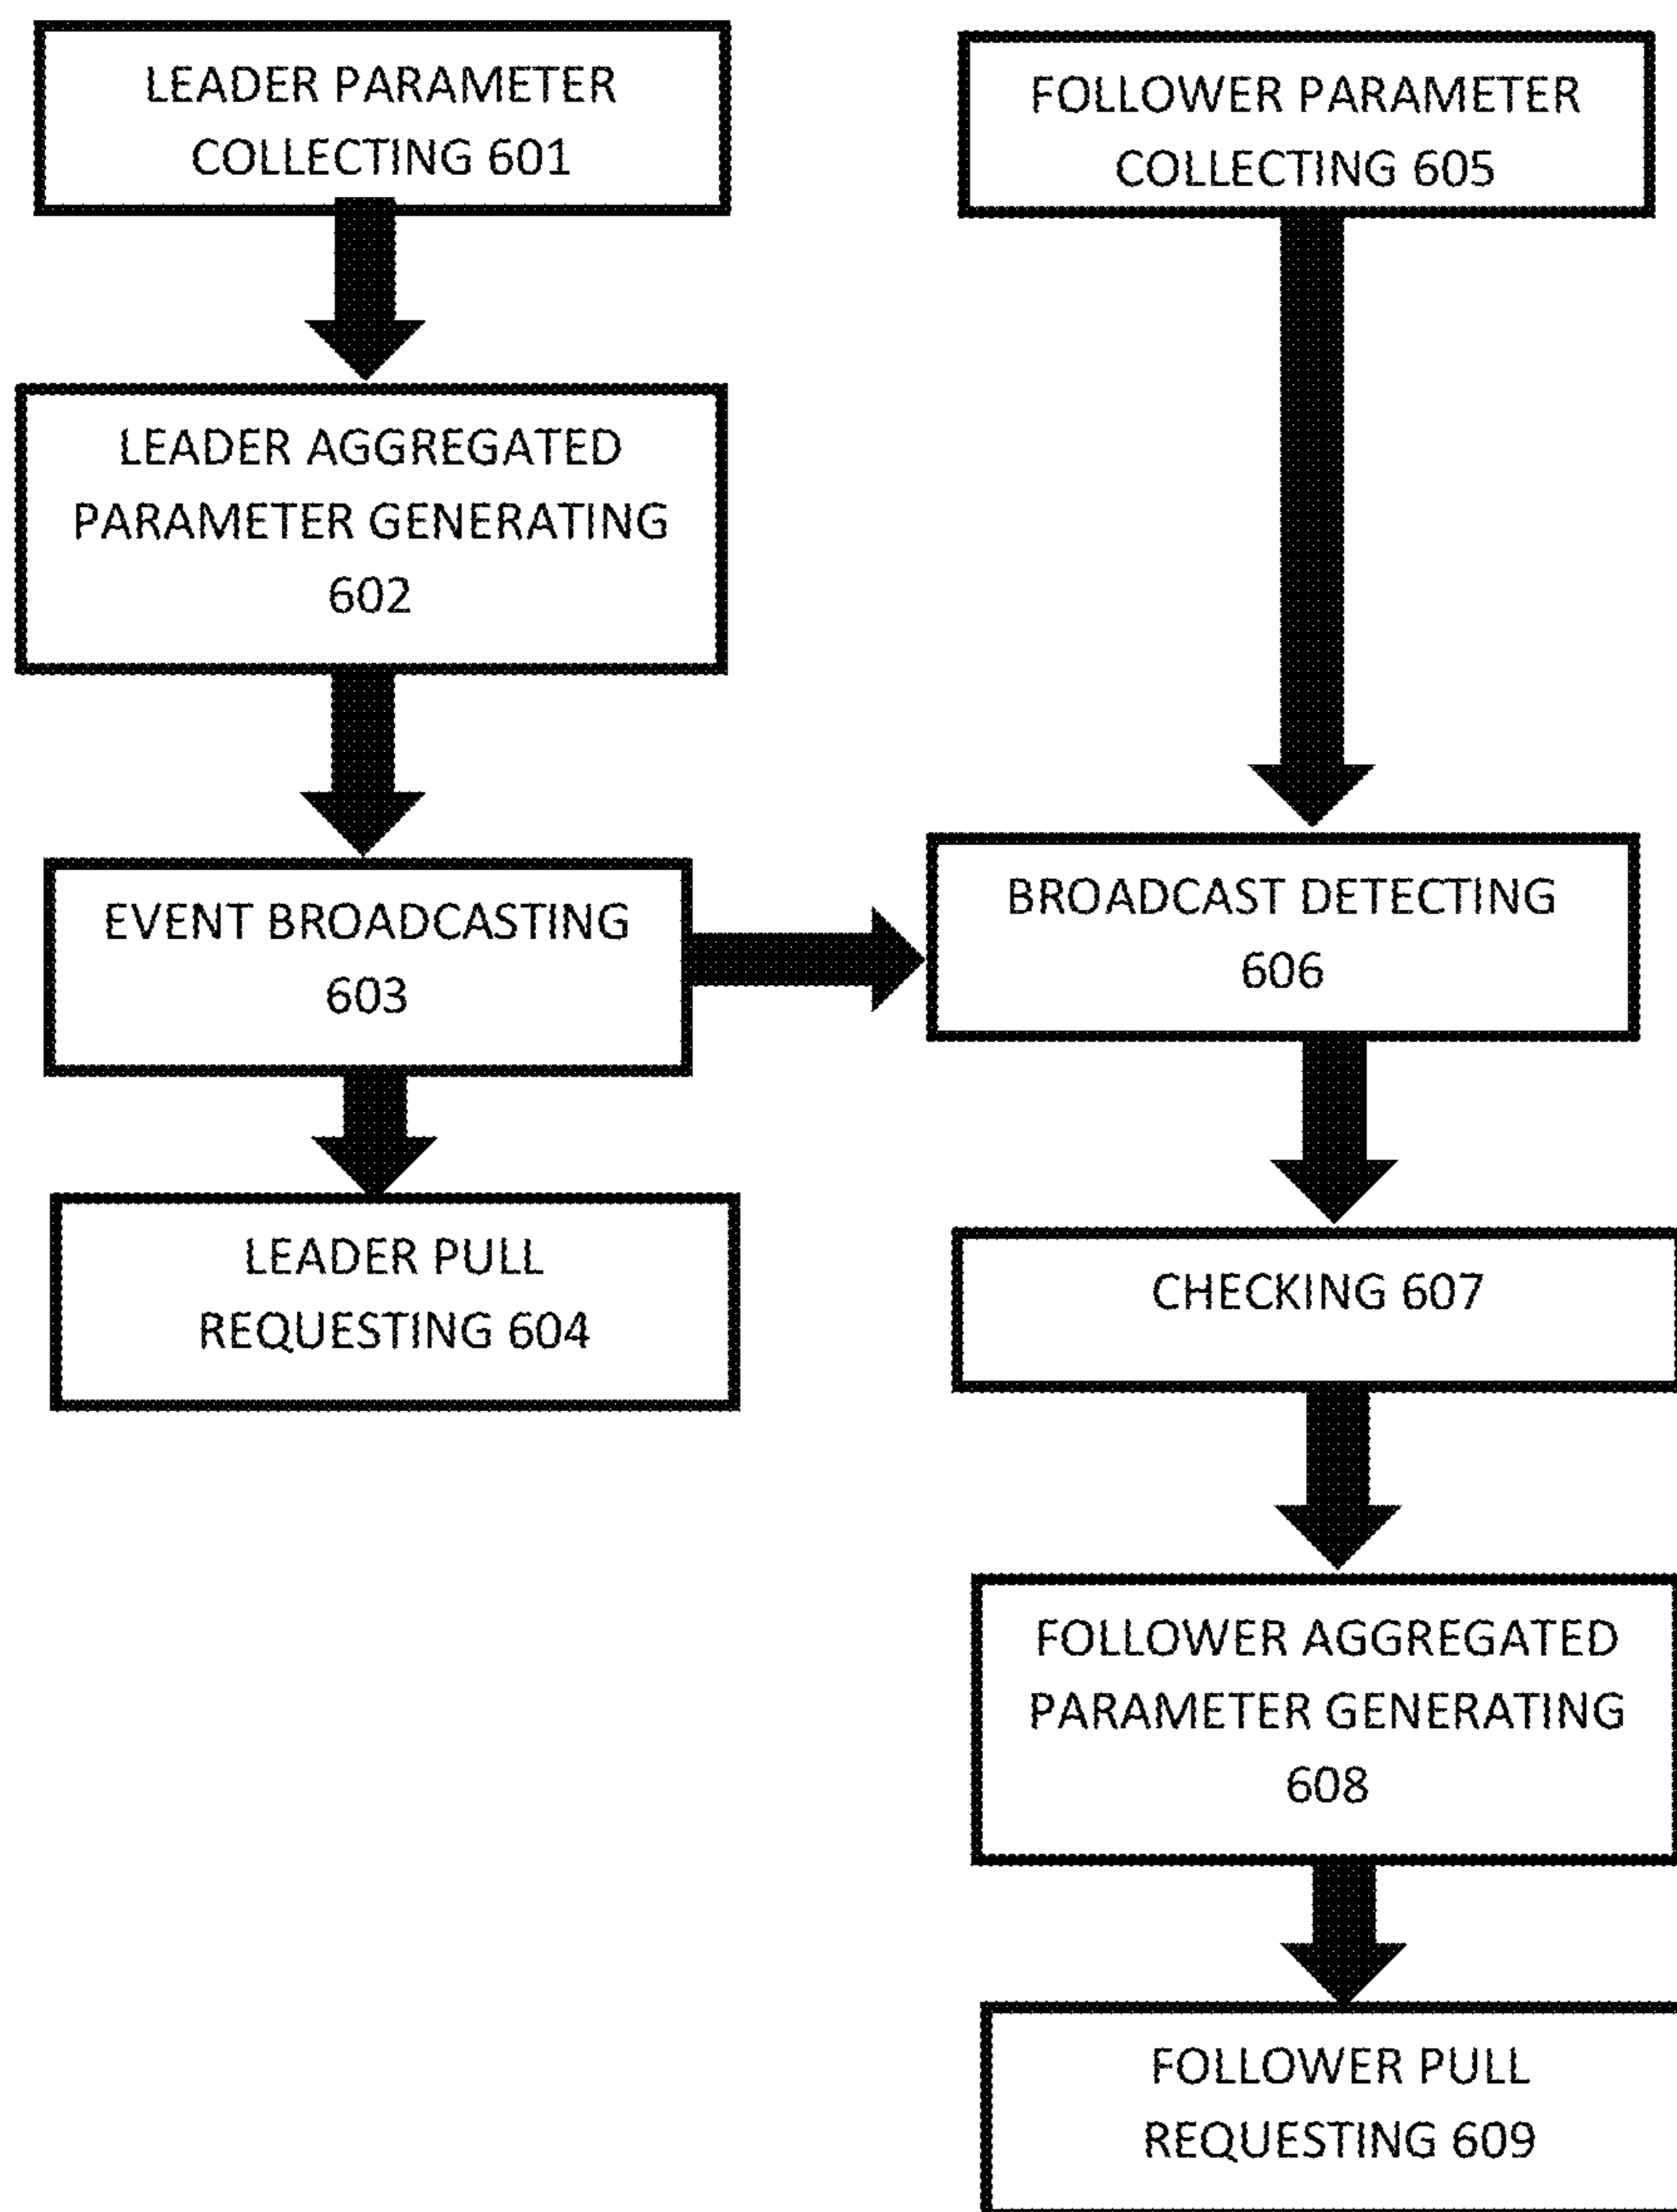 LEADER PARAMETER
COLLECTING 601
LEADER AGGREGATED
PARAMETER GENERATING
602
EVENT BROADCASTING
603
LEADER PULL
REQUESTING 604
FOLLOWER PARAMETER
COLLECTING 605
BROADCAST DETECTING
606
CHECKING 607
FOLLOWER AGGREGATED
PARAMETER GENERATING
608
FOLLOWER PULL
REQUESTING 609